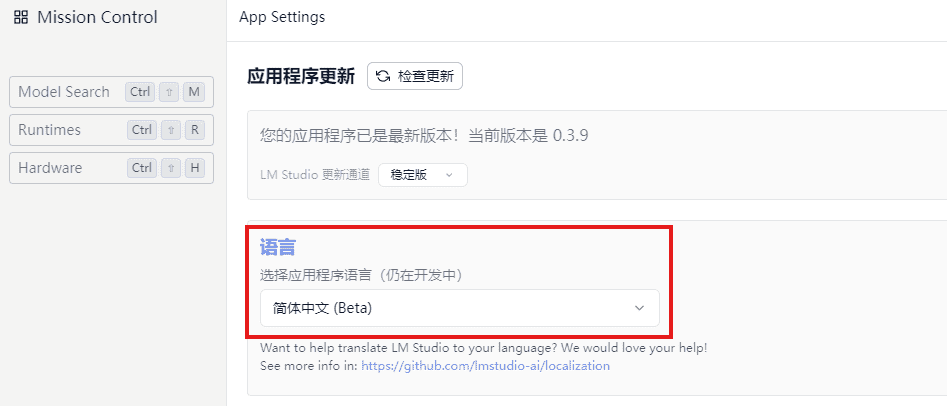 Mission Control
App Settings
Model Search Ctrl ⇧ M
Runtimes Ctrl ⇧ R
Hardware Ctrl ⇧ H
应用程序更新 检查更新
您的应用程序已是最新版本！当前版本是 0.3.9
LM Studio 更新通道 稳定版
语言
选择应用程序语言（仍在开发中）
简体中文 (Beta)
Want to help translate LM Studio to your language? We would love your help!
See more info in: https://github.com/lmstudio-ai/localization